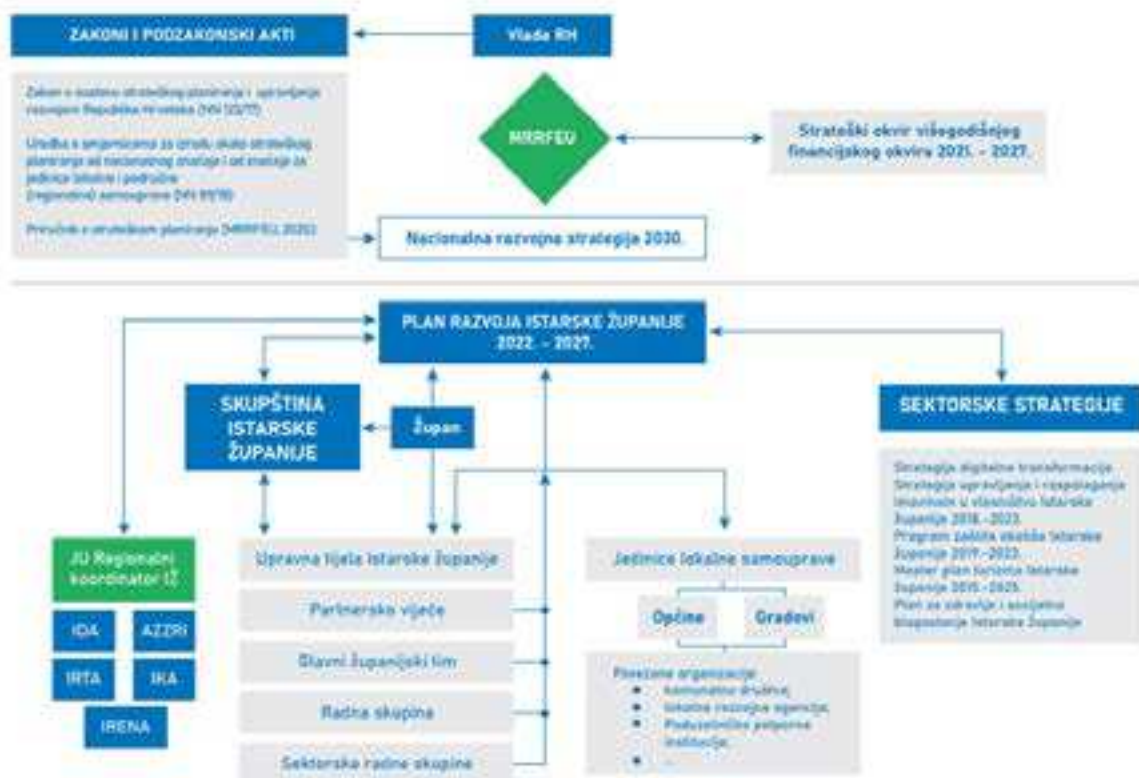 ZAKONI I PODZAKONSKI AKTI
Vlada RH
Zakon o sustavu strateškog planiranja i upravljanja
razvojem Republike Hrvatske (NN 123/17)
Uredba o smjernicama za izradu akata strateškog
planiranja od nacionalnog značaja i od značaja za
jedinice lokalne i područne
(regionalne) samouprave (NN 89/18)
Priručnik o strateškom planiranju (MRRFEU, 2020)
MRRFEU
Strateški okvir višegodišnjeg
financijskog okvira 2021. - 2027.
Nacionalna razvojna strategija 2030.
PLAN RAZVOJA ISTARSKE ŽUPANIJE
2022. - 2027.
SKUPŠTINA
ISTARSKE
ŽUPANIJE
Župan
SEKTORSKE STRATEGIJE
Strategija digitalne transformacije
Strategija upravljanja i raspolaganja
imovinom u vlasništvu Istarske
županije 2018.-2023.
Program zaštite okoliša Istarske
županije 2019.-2023.
Master plan turizma Istarske
županije 2015.-2025.
Plan za zdravlje i socijalno
blagostanje Istarske županije
JU Regionalni
koordinator IŽ
IDA
AZZRI
IRTA
IKA
IRENA
Upravna tijela Istarske županije
Partnersko vijeće
Glavni županijski tim
Radna skupina
Sektorske radne skupine
Jedinice lokalne samouprave
Općine
Gradovi
Povezane organizacije
komunalna društva,
lokalne razvojne agencije,
Poduzetničke potporne
institucije,
...